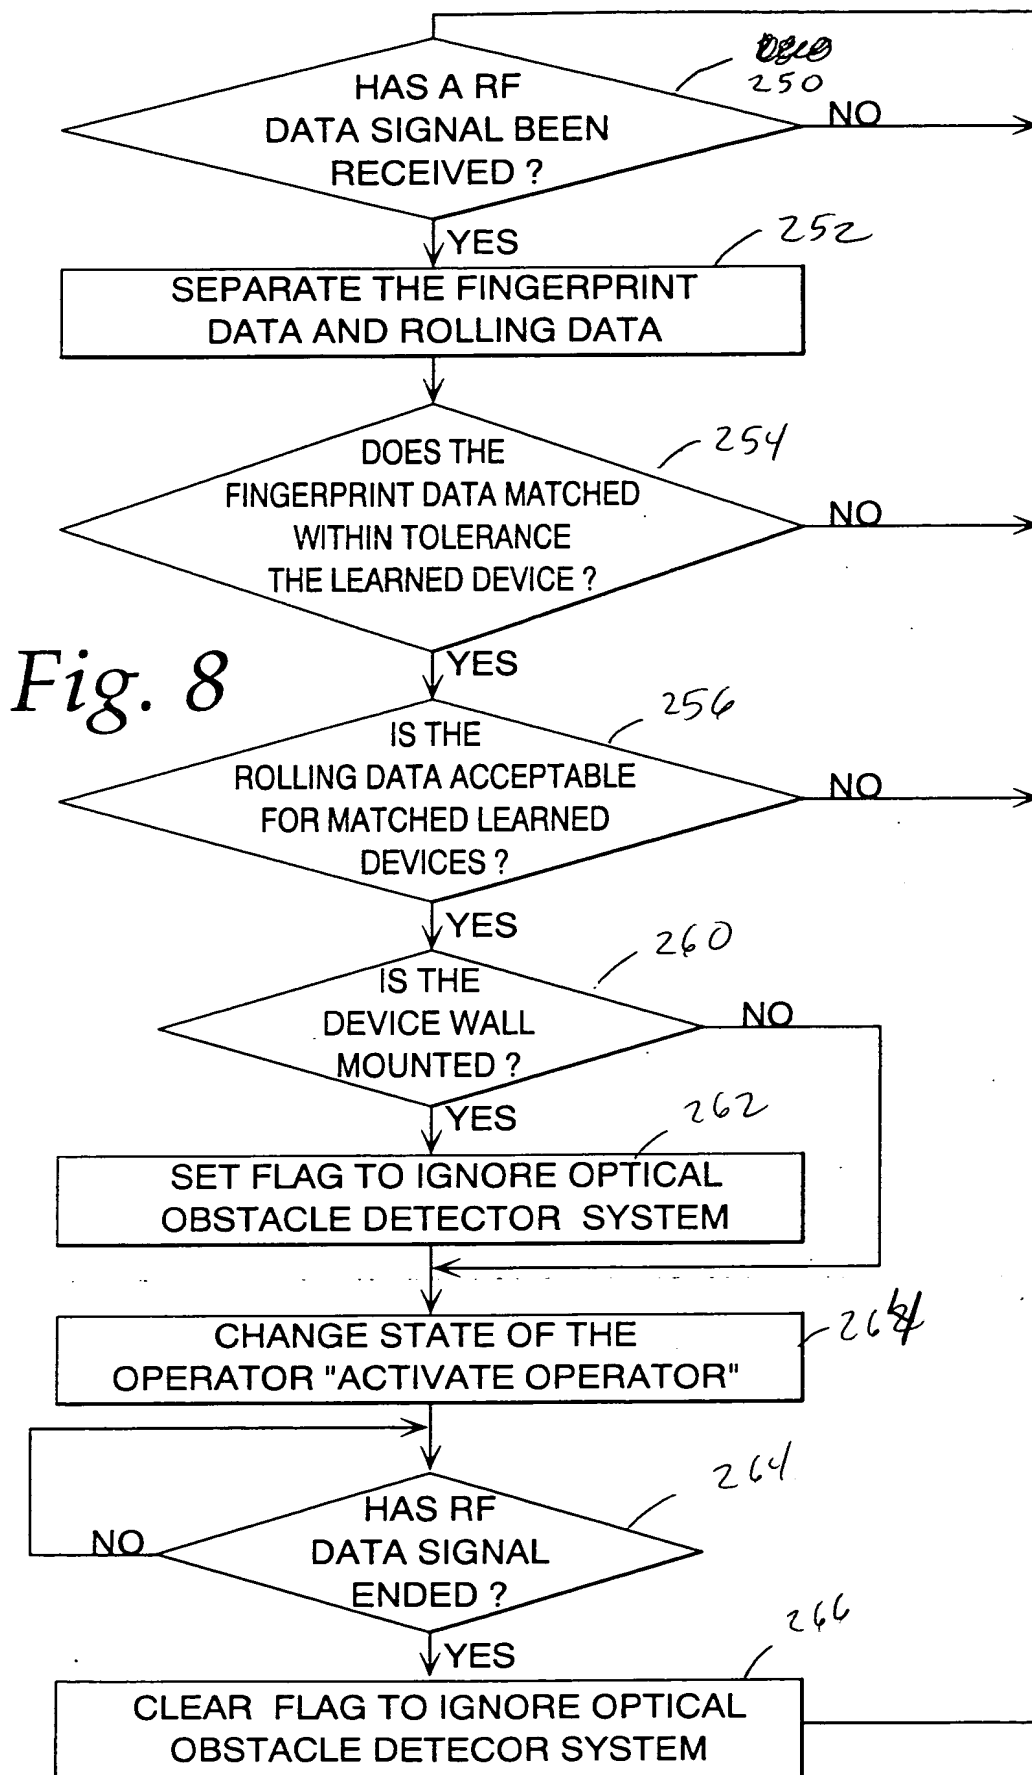 250
HAS A RF
DATA SIGNAL BEEN
RECEIVED ?
NO
YES
252
SEPARATE THE FINGERPRINT
DATA AND ROLLING DATA
254
DOES THE
FINGERPRINT DATA MATCHED
WITHIN TOLERANCE
THE LEARNED DEVICE ?
NO
YES
Fig. 8
256
IS THE
ROLLING DATA ACCEPTABLE
FOR MATCHED LEARNED
DEVICES ?
NO
YES
260
IS THE
DEVICE WALL
MOUNTED ?
NO
YES
262
SET FLAG TO IGNORE OPTICAL
OBSTACLE DETECTOR SYSTEM
CHANGE STATE OF THE
OPERATOR "ACTIVATE OPERATOR"
264
HAS RF
DATA SIGNAL
ENDED ?
NO
YES
266
CLEAR FLAG TO IGNORE OPTICAL
OBSTACLE DETECOR SYSTEM